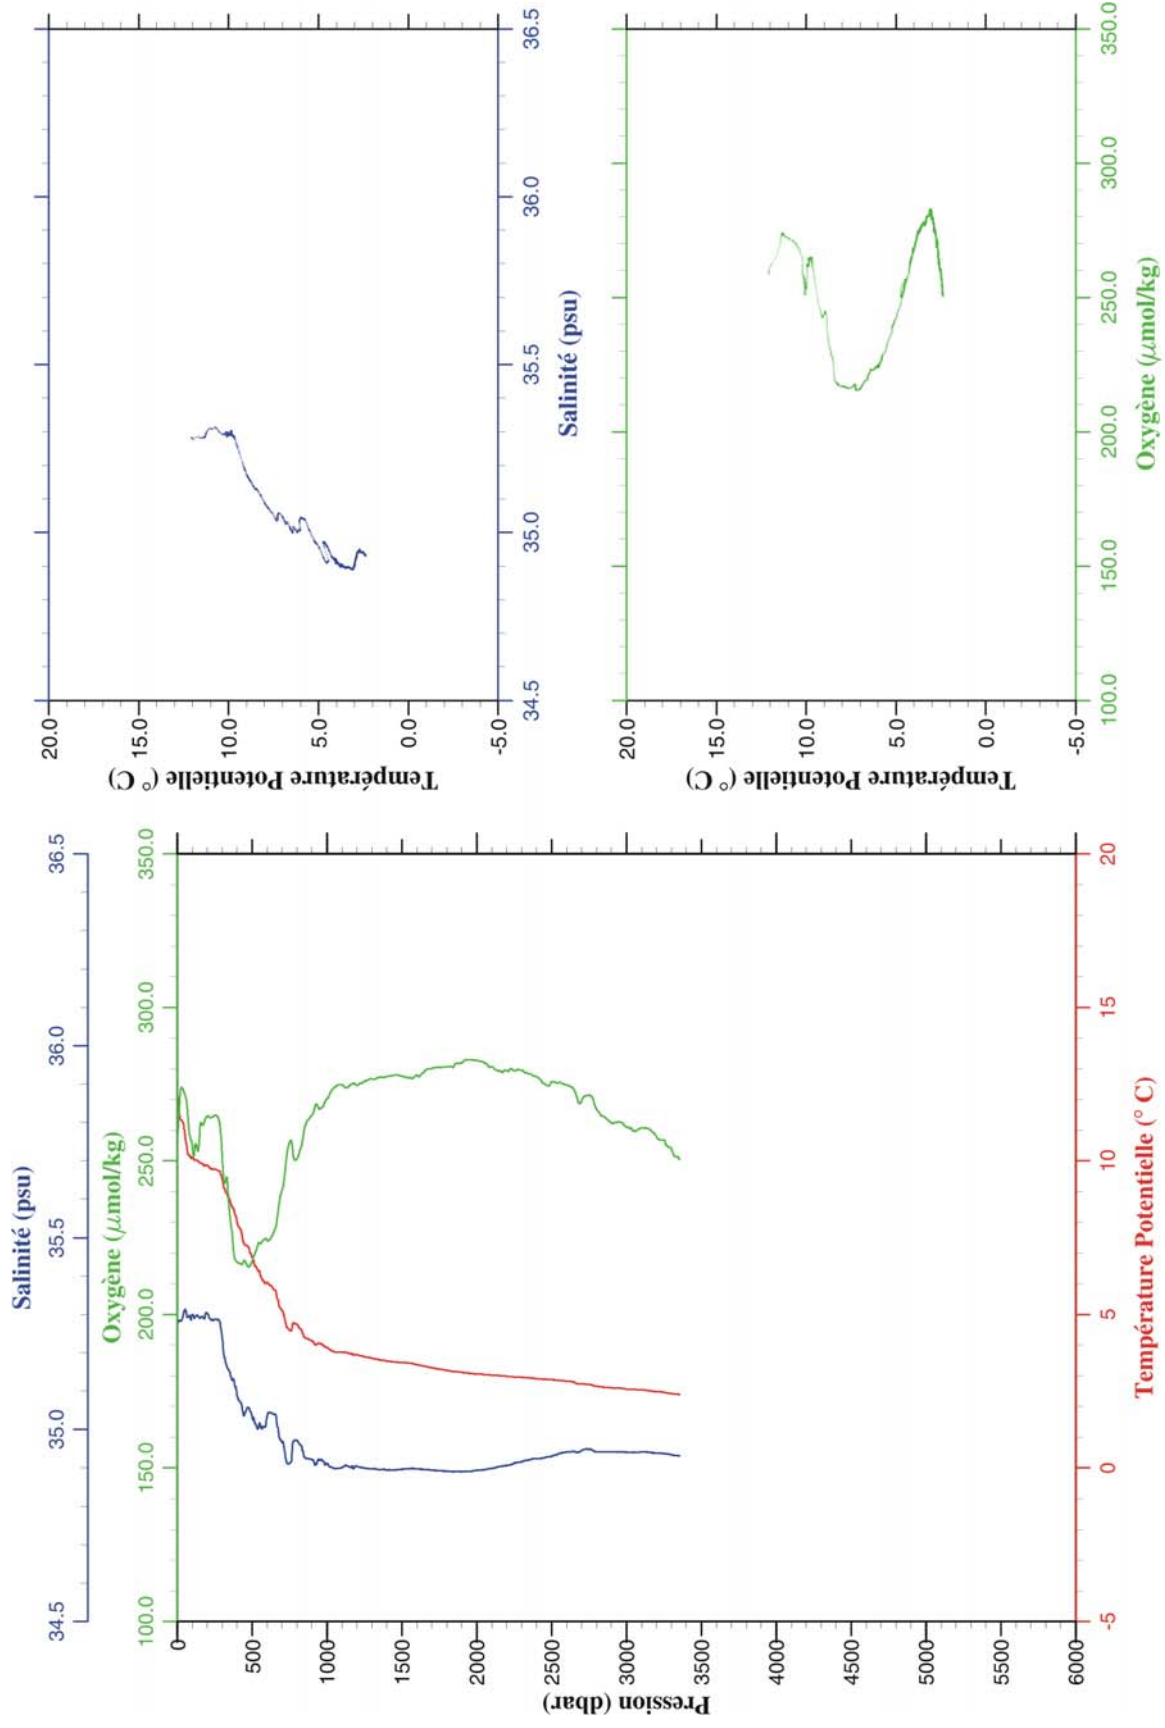 Salinité (psu)
34.5 35.0 35.5 36.0 36.5
Oxygène (μmol/kg)
100.0 150.0 200.0 250.0 300.0 350.0
Pression (dbar)
0
500
1000
1500
2000
2500
3000
3500
4000
4500
5000
5500
6000
-5 0 5 10 15 20
Température Potentielle (° C)
Température Potentielle (° C)
20.0
15.0
10.0
5.0
0.0
-5.0
34.5 35.0 35.5 36.0 36.5
Salinité (psu)
Température Potentielle (° C)
20.0
15.0
10.0
5.0
0.0
-5.0
100.0 150.0 200.0 250.0 300.0 350.0
Oxygène (μmol/kg)